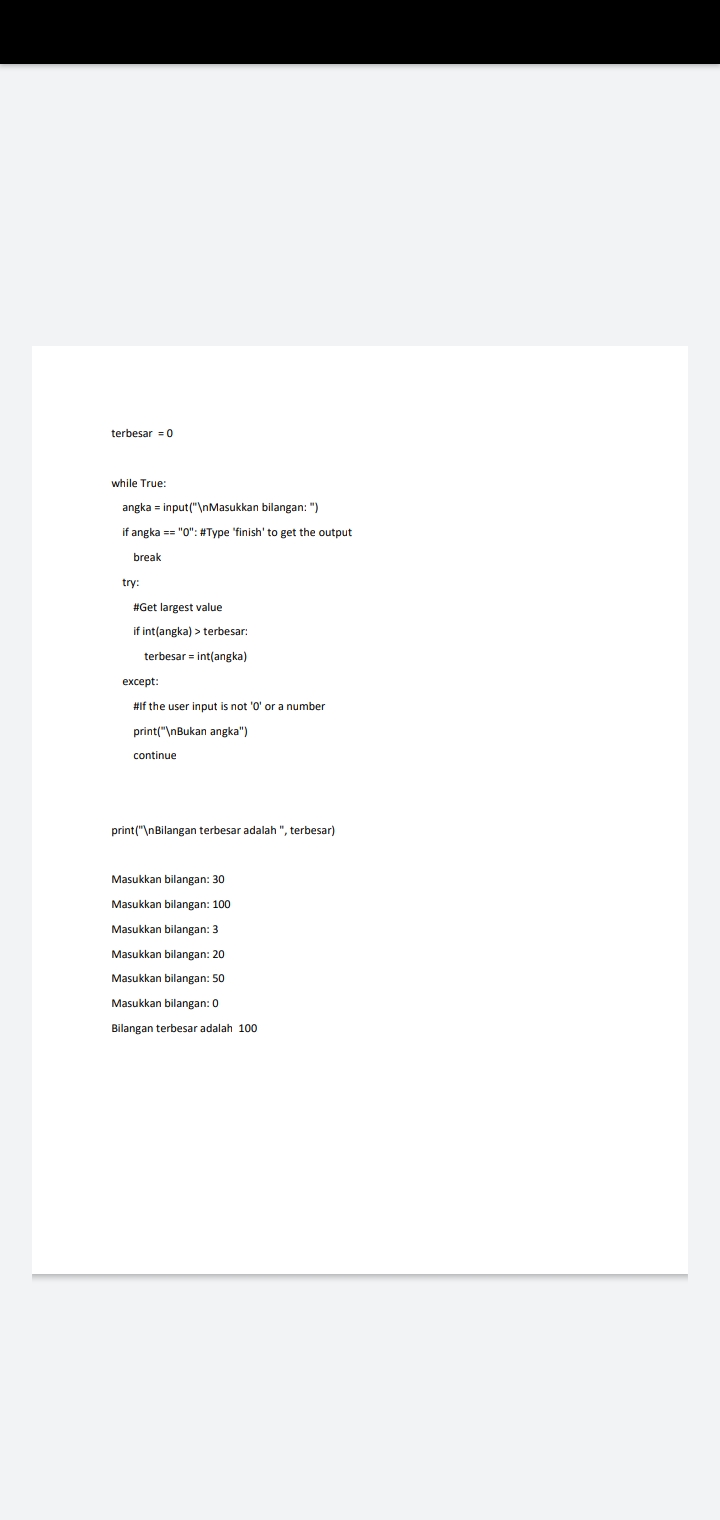 terbesar  = 0
while True:
angka = input("\nMasukkan bilangan: ")
if angka == "0": #Type 'finish' to get the output
break
try:
#Get largest value
if int(angka) > terbesar:
terbesar = int(angka)
except:
#If the user input is not '0' or a number
print("\nBukan angka")
continue
print("\nBilangan terbesar adalah ", terbesar)
Masukkan bilangan: 30
Masukkan bilangan: 100
Masukkan bilangan: 3
Masukkan bilangan: 20
Masukkan bilangan: 50
Masukkan bilangan: 0
Bilangan terbesar adalah  100